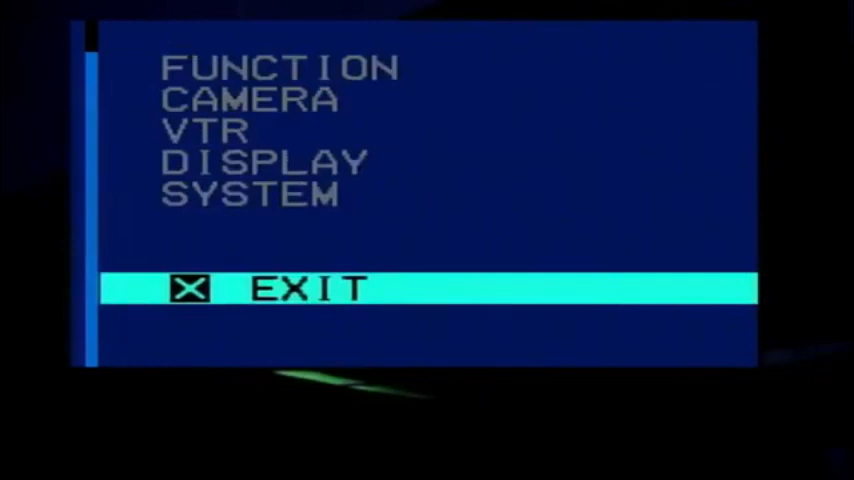 FUNCTION
CAMERA
VTR
DISPLAY
SYSTEM
EXIT